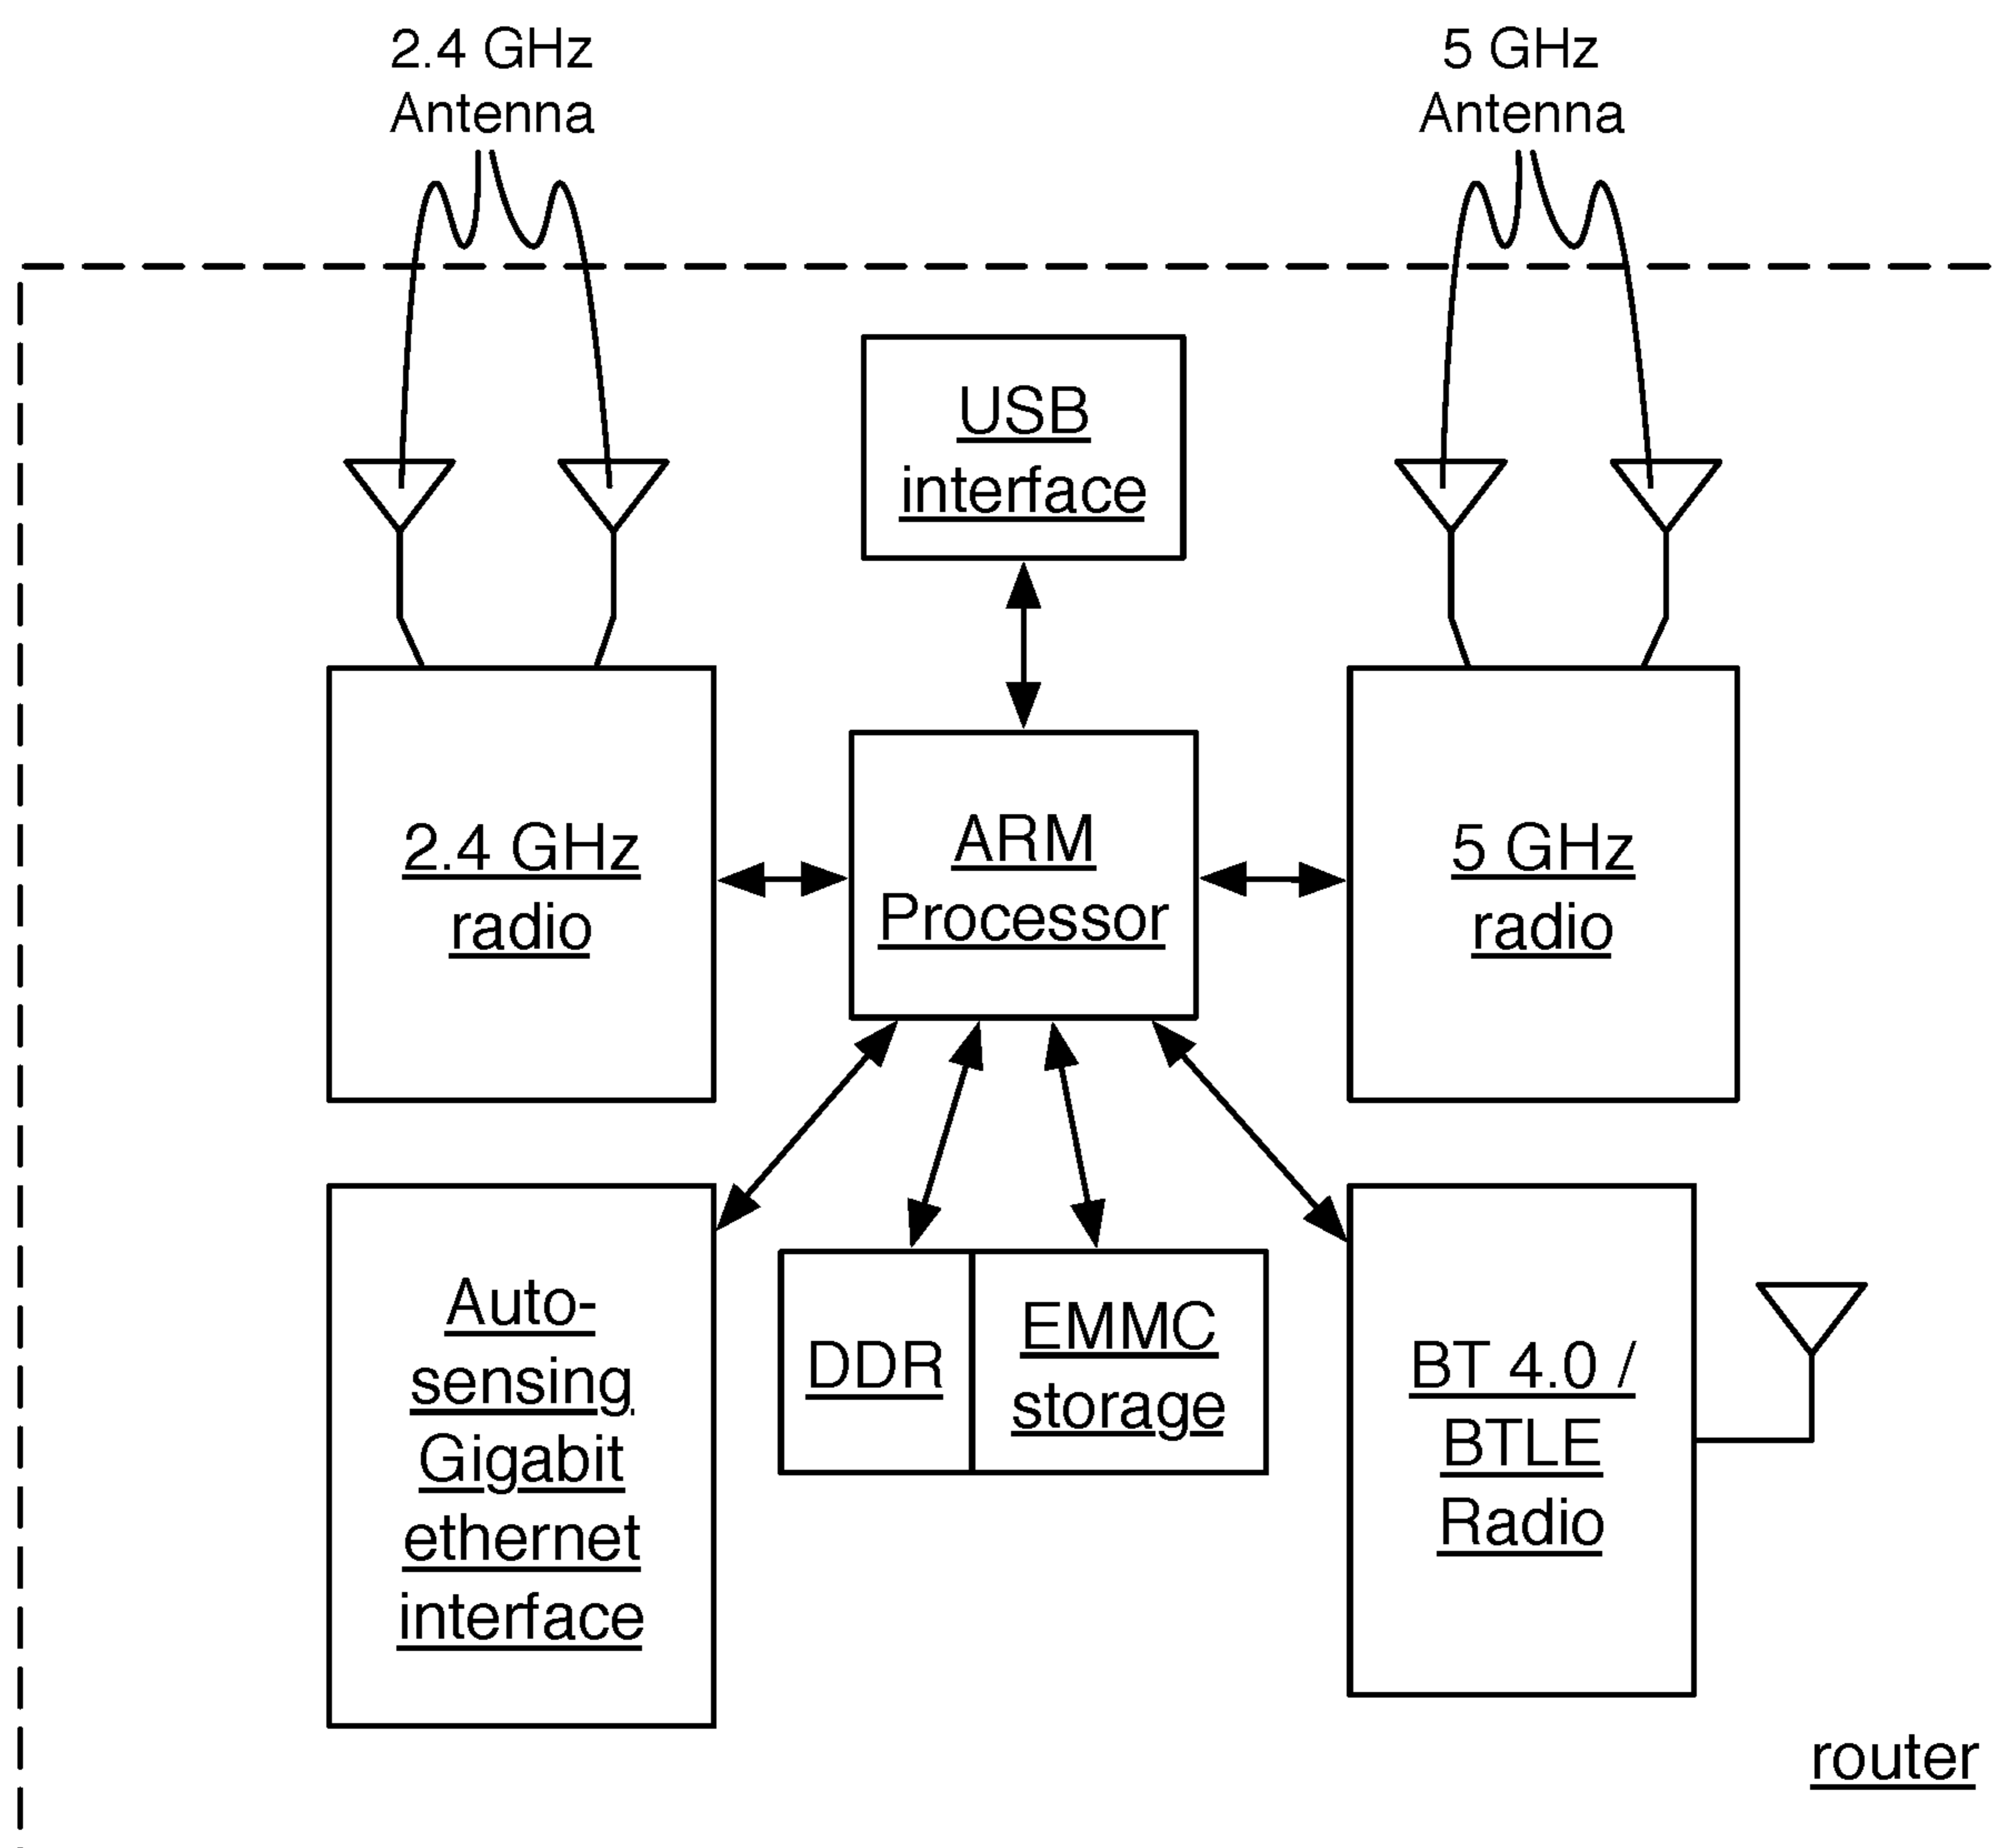 2.4 GHz
Antenna
5 GHz
Antenna
USB
interface
2.4 GHz
radio
ARM
Processor
5 GHz
radio
Auto-
sensing
Gigabit
ethernet
interface
DDR
EMMC
storage
BT 4.0 /
BTLE
Radio
router